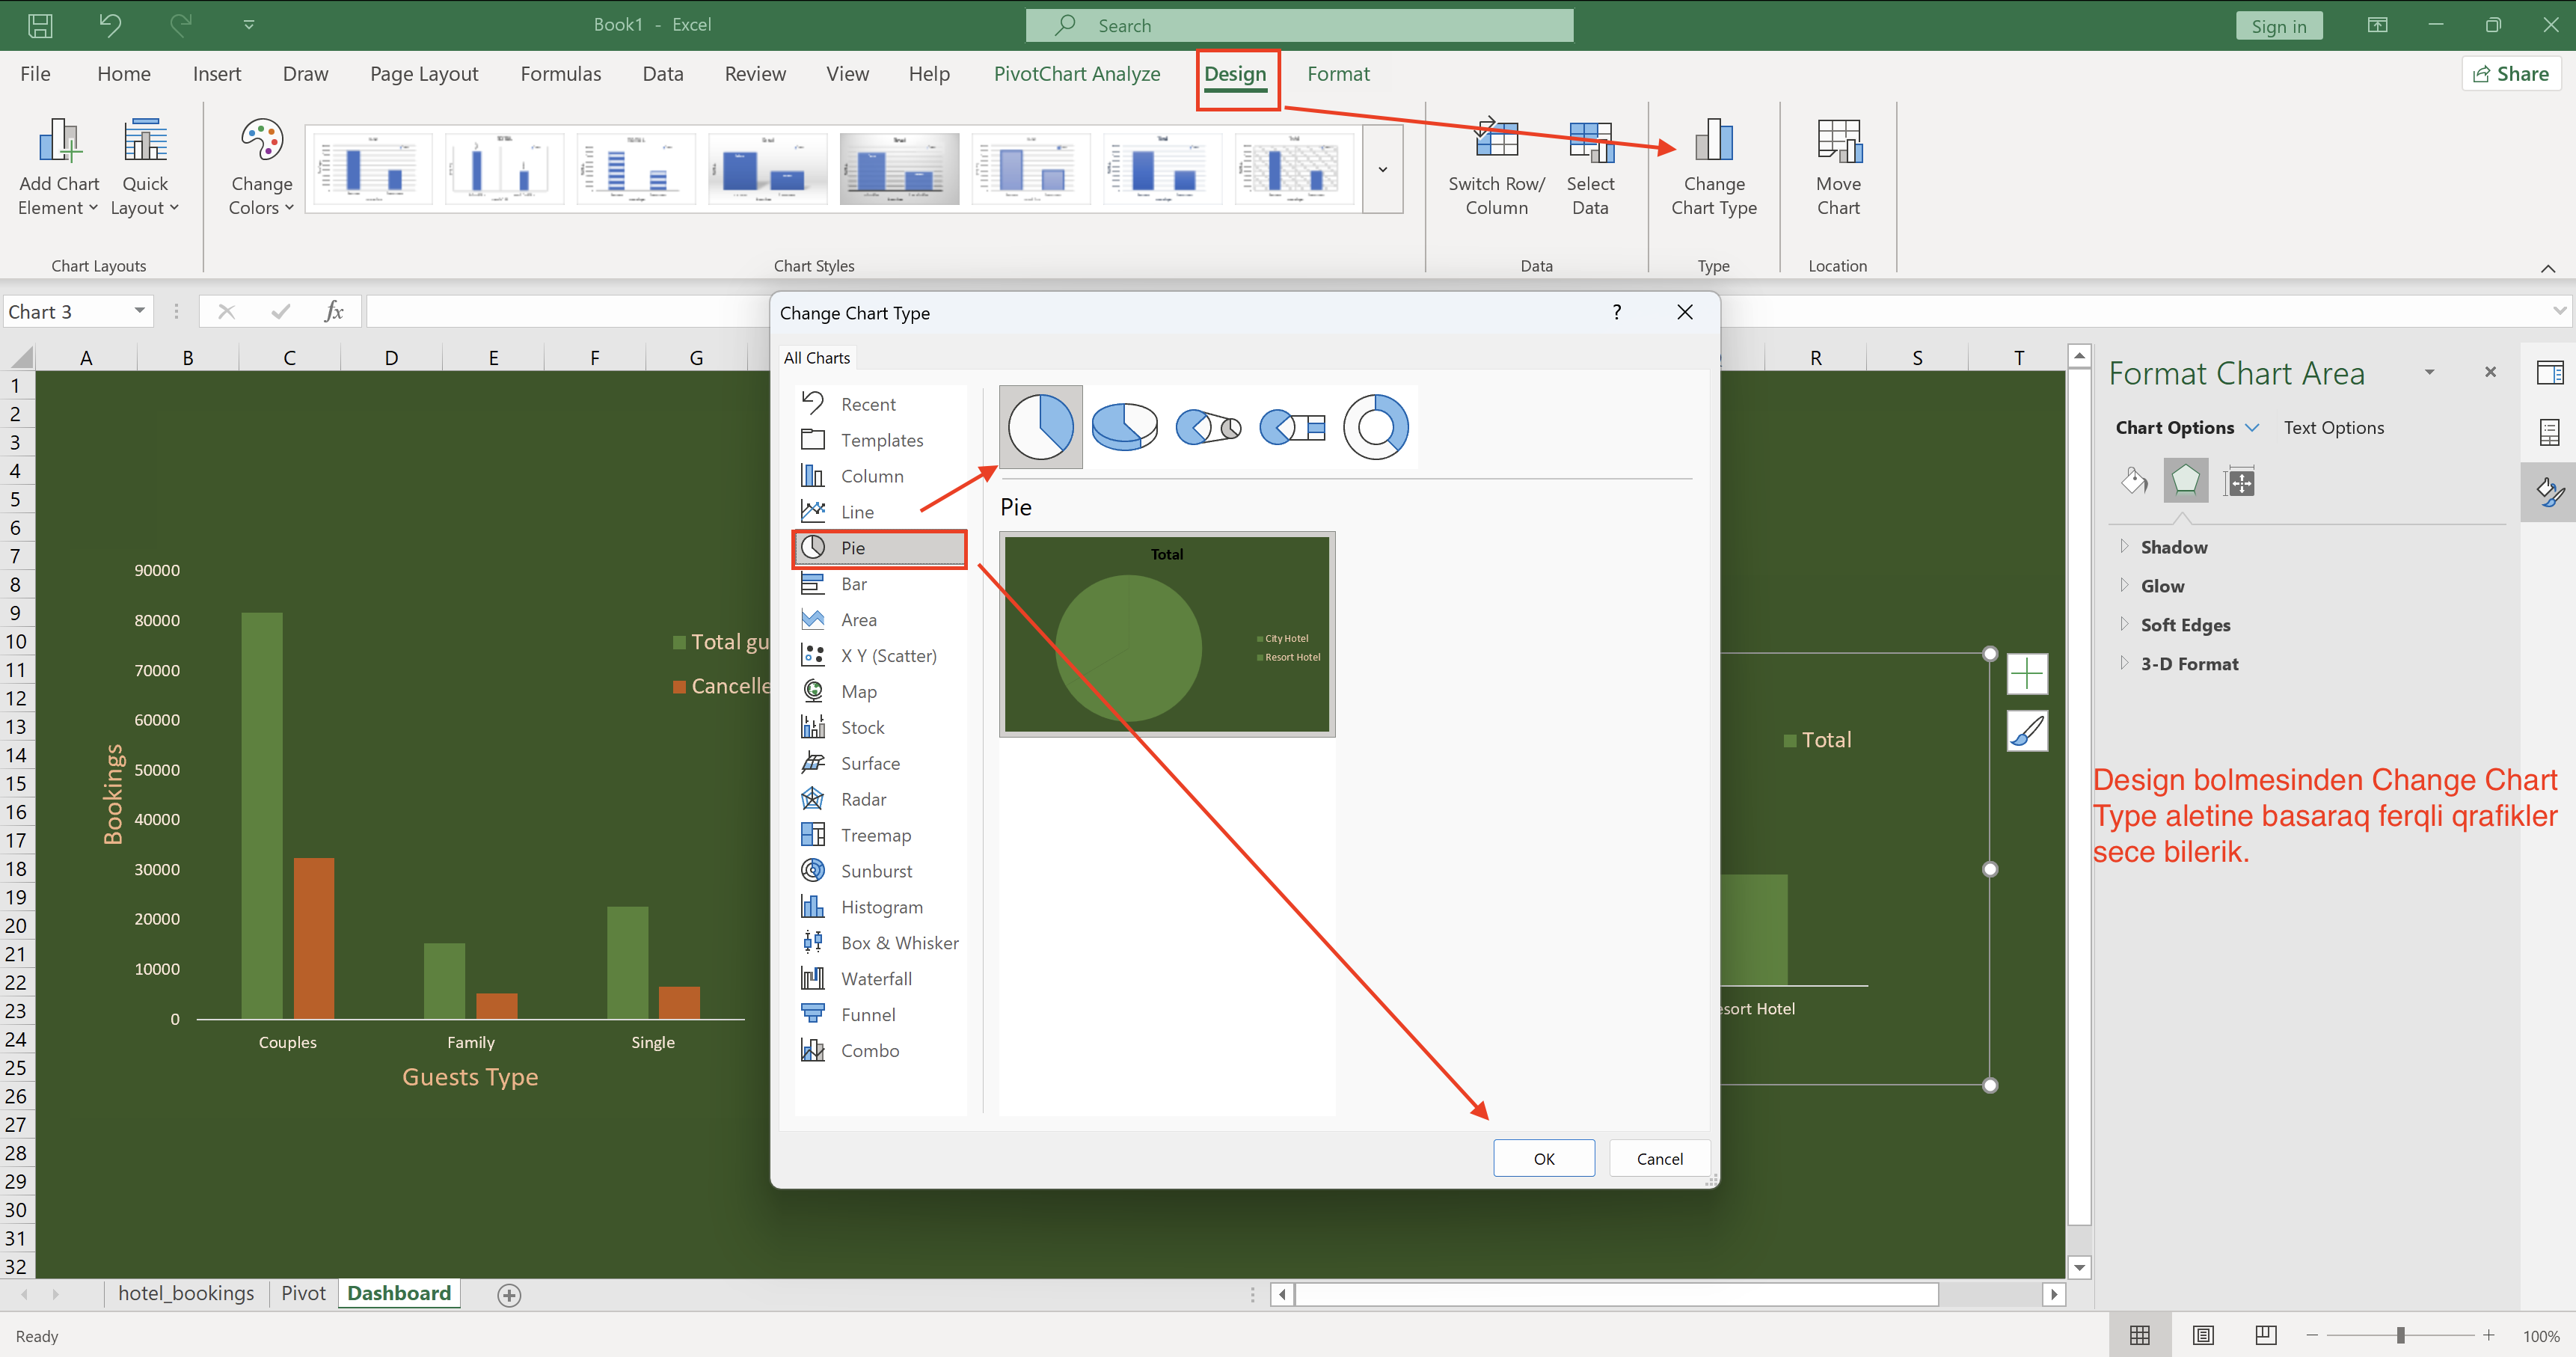 Book1 - Excel
Search
Sign in
File Home Insert Draw Page Layout Formulas Data Review View Help PivotChart Analyze Design Format
Share
Add Chart Element
Quick Layout
Change Colors
Switch Row/ Column
Select Data
Change Chart Type
Move Chart
Chart Layouts
Chart Styles
Data
Type
Location
Chart 3
fx
A B C D E F G R S T
1
2
3
4
5
6
7
8
9
10
11
12
13
14
15
16
17
18
19
20
21
22
23
24
25
26
27
28
29
30
31
32
90000
80000
70000
60000
50000
40000
30000
20000
10000
0
Bookings
Couples Family Single
Guests Type
Total gu
Cancelle
Change Chart Type
?
All Charts
Recent
Templates
Column
Line
Pie
Bar
Area
X Y (Scatter)
Map
Stock
Surface
Radar
Treemap
Sunburst
Histogram
Box & Whisker
Waterfall
Funnel
Combo
Pie
Total
City Hotel
Resort Hotel
OK
Cancel
Total
esort Hotel
Format Chart Area
Chart Options
Text Options
Shadow
Glow
Soft Edges
3-D Format
Design bolmesinden Change Chart
Type aletine basaraq ferqli qrafikler
sece bilerik.
hotel_bookings Pivot Dashboard
Ready
100%